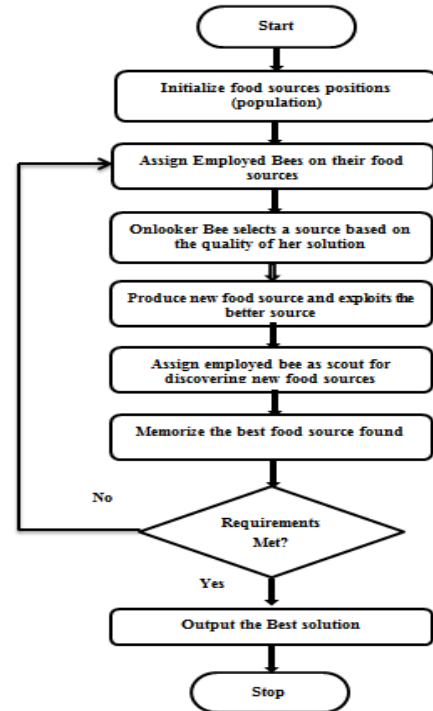 Start
Initialize food sources positions
(population)
Assign Employed Bees on their food
sources
Onlooker Bee selects a source based on
the quality of her solution
Produce new food source and exploits the
better source
Assign employed bee as scout for
discovering new food sources
Memorize the best food source found
No
Requirements
Met?
Yes
Output the Best solution
Stop